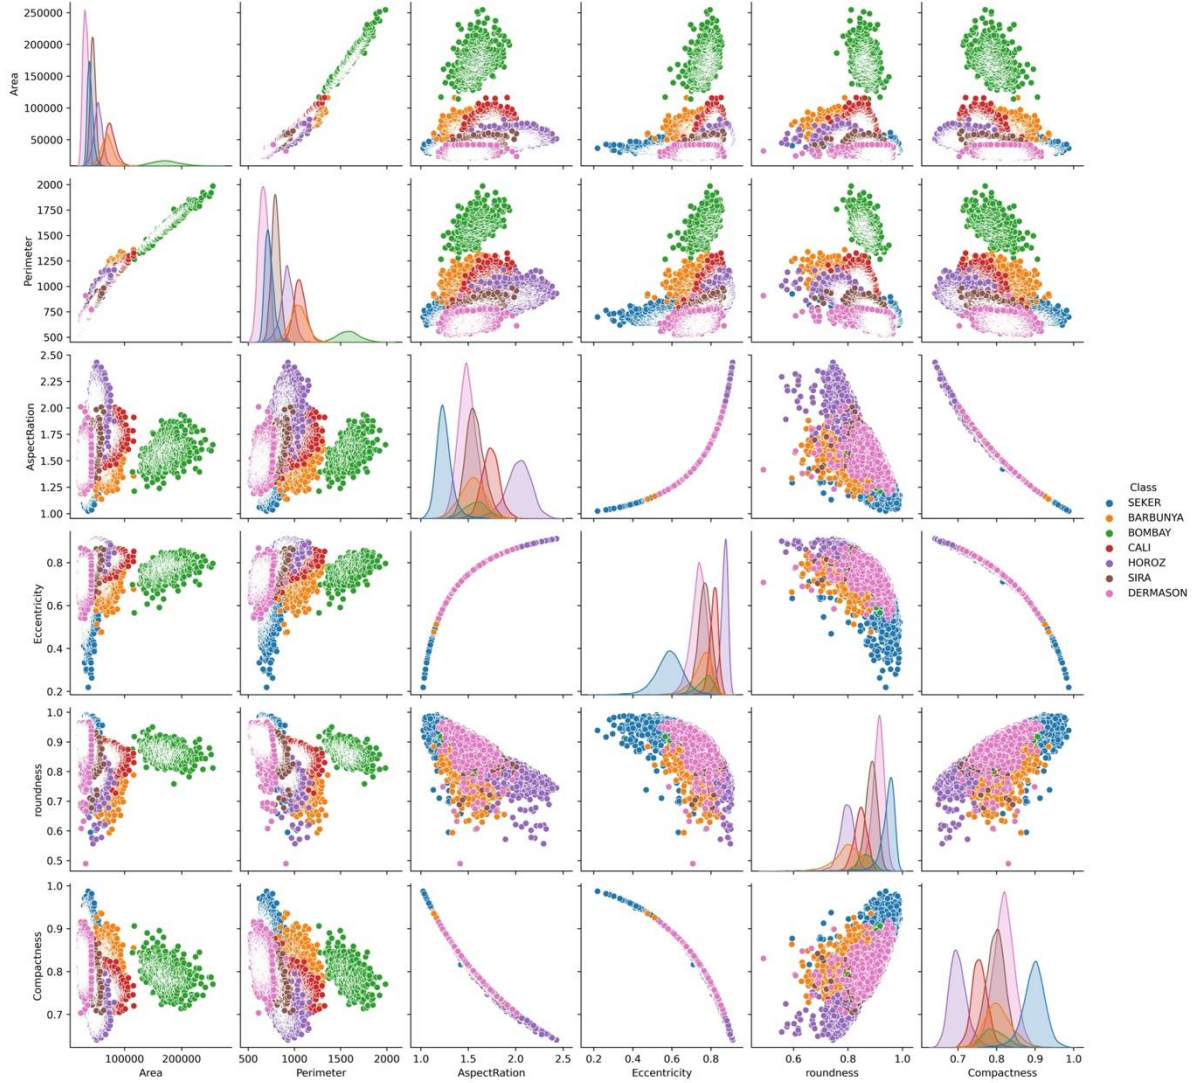 250000
200000
150000
100000
50000
Area
2000
1750
1500
1250
1000
750
500
Perimeter
2.50
2.25
2.00
1.75
1.50
1.25
1.00
AspectRation
0.8
0.6
0.4
0.2
Eccentricity
1.0
0.9
0.8
0.7
0.6
0.5
roundness
1.0
0.9
0.8
0.7
Compactness
100000 200000
Area
500 1000 1500 2000
Perimeter
1.0 1.5 2.0 2.5
AspectRation
0.2 0.4 0.6 0.8
Eccentricity
0.6 0.8 1.0
roundness
0.7 0.8 0.9 1.0
Compactness
Class
SEKER
BARBUNYA
BOMBAY
CALI
HOROZ
SIRA
DERMASON